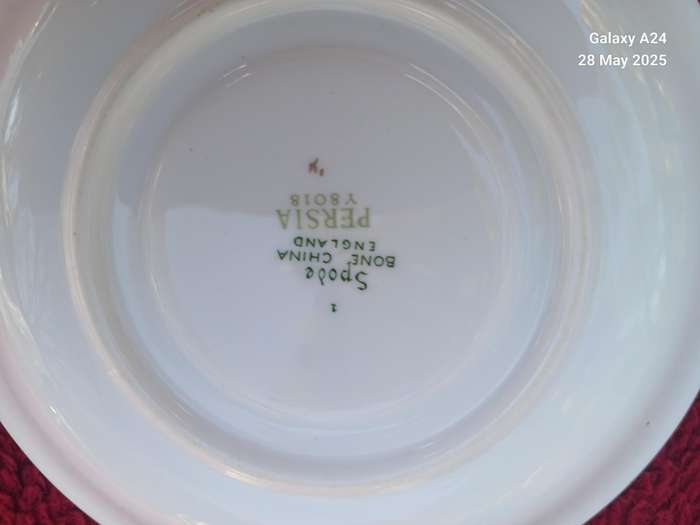 Galaxy A24
28 May 2025
1
Spode
BONE CHINA
ENGLAND
PERSIA
Y8018